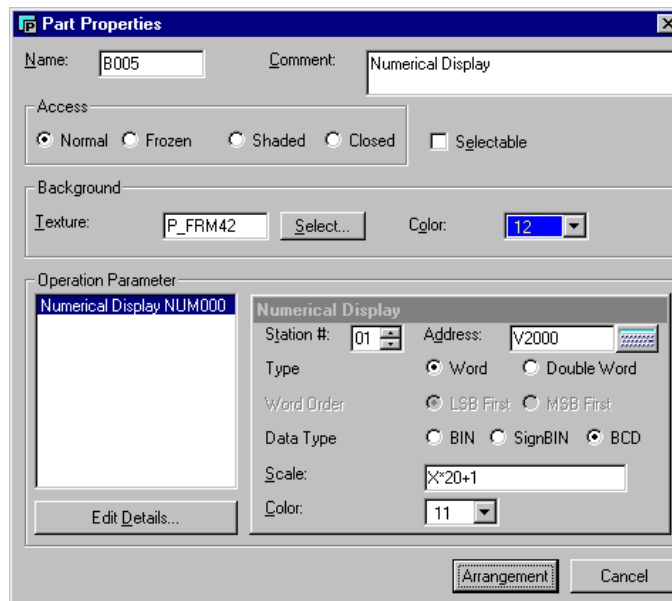 Part Properties
Name: B005 Comment: Numerical Display
Access
Normal Frozen Shaded Closed Selectable
Background
Texture: P_FRM42 Select... Color: 12
Operation Parameter
Numerical Display NUM000
Numerical Display
Station #: 01 Address: V2000
Type Word Double Word
Word Order LSB First MSB First
Data Type BIN SignBIN BCD
Scale: X*20+1
Color: 11
Edit Details...
Arrangement Cancel